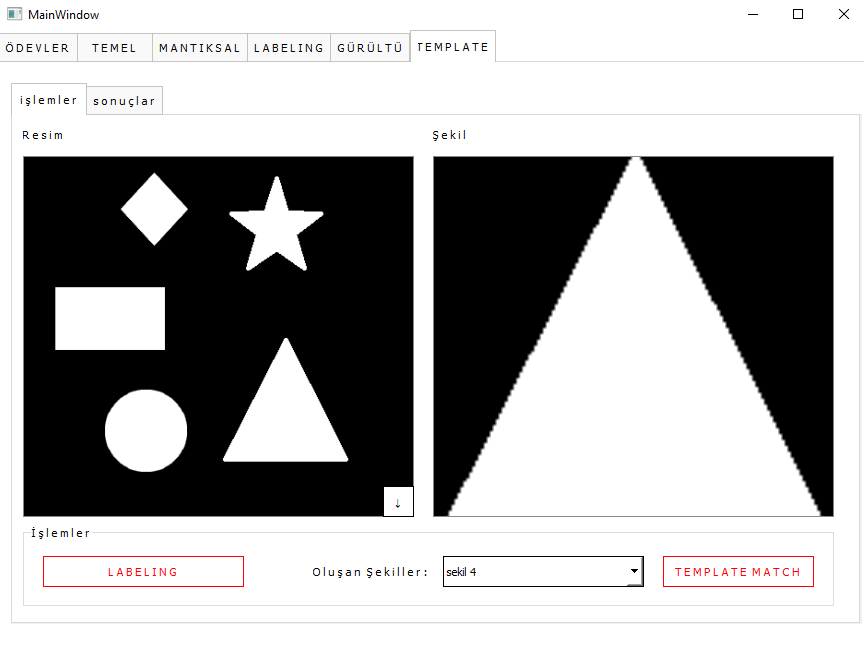 MainWindow
ÖDEVLER TEMEL MANTIKSAL LABELING GÜRÜLTÜ TEMPLATE
işlemler sonuçlar
Resim Şekil
↓
İşlemler
LABELING Oluşan Şekiller: sekil 4 TEMPLATE MATCH